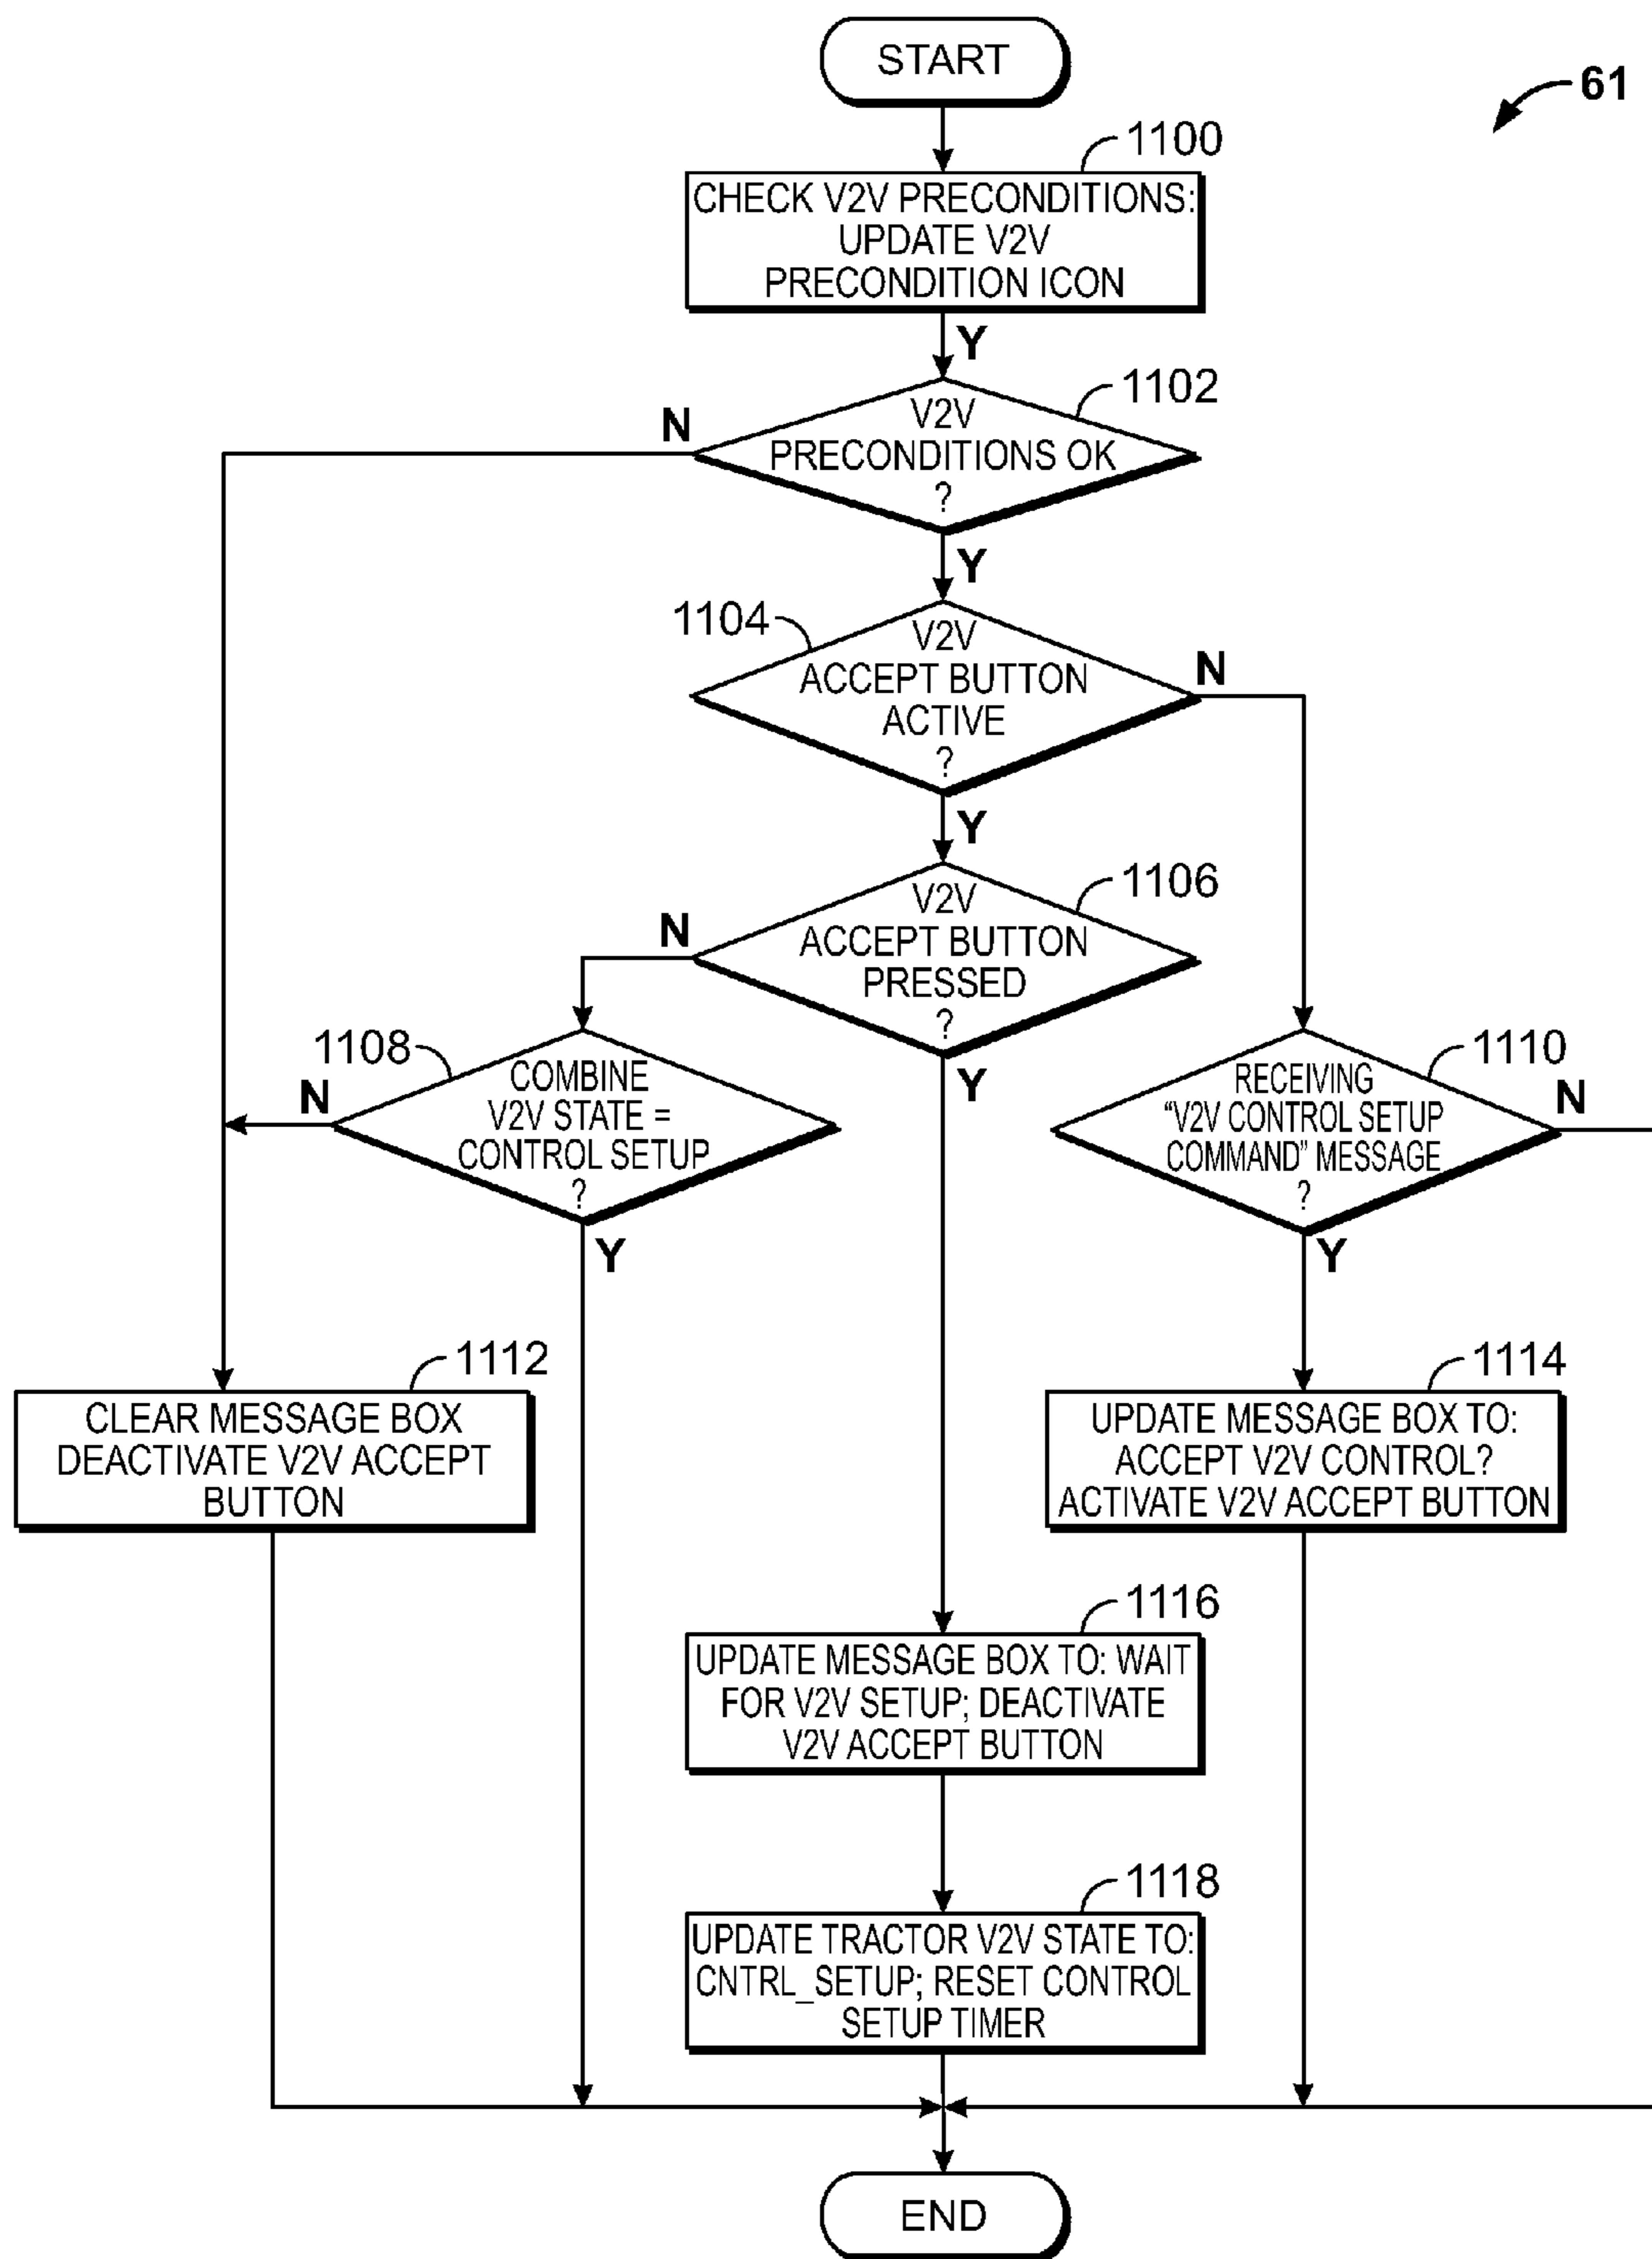 START
61
1100
CHECK V2V PRECONDITIONS:
UPDATE V2V
PRECONDITION ICON
Y
1102
N
V2V
PRECONDITIONS OK
?
Y
1104
V2V
ACCEPT BUTTON
ACTIVE
?
N
Y
1106
N
V2V
ACCEPT BUTTON
PRESSED
?
Y
1108
N
COMBINE
V2V STATE =
CONTROL SETUP
?
Y
1110
RECEIVING
“V2V CONTROL SETUP
COMMAND” MESSAGE
?
N
Y
1112
CLEAR MESSAGE BOX
DEACTIVATE V2V ACCEPT
BUTTON
1114
UPDATE MESSAGE BOX TO:
ACCEPT V2V CONTROL?
ACTIVATE V2V ACCEPT BUTTON
1116
UPDATE MESSAGE BOX TO: WAIT
FOR V2V SETUP; DEACTIVATE
V2V ACCEPT BUTTON
1118
UPDATE TRACTOR V2V STATE TO:
CNTRL_SETUP; RESET CONTROL
SETUP TIMER
END